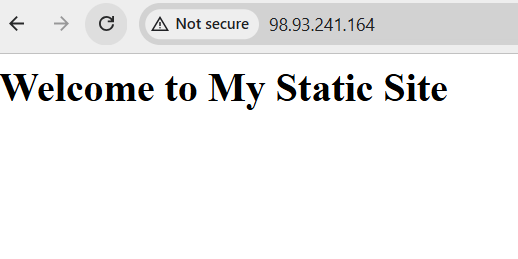 Not secure 98.93.241.164
Welcome to My Static Site